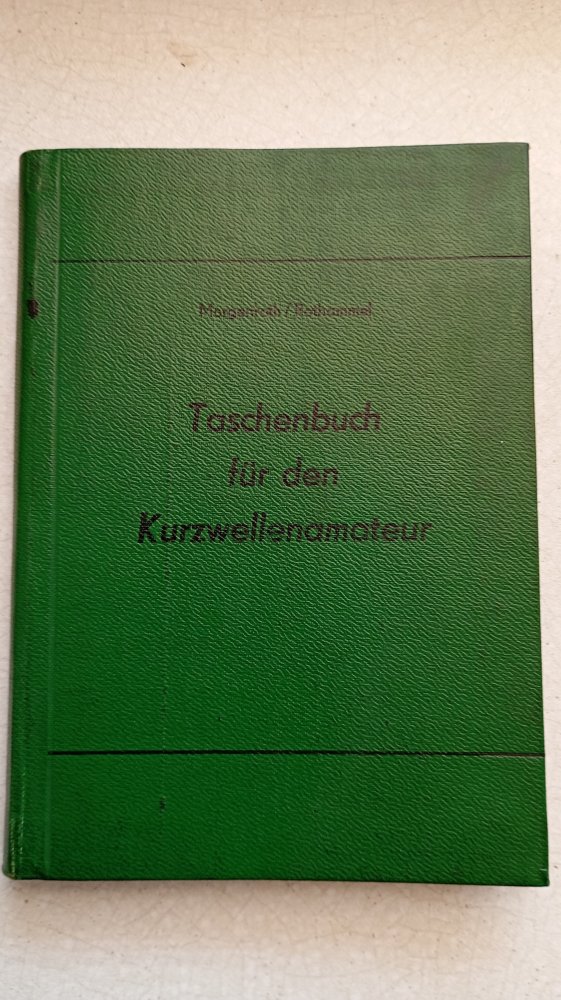 Morgenroth / Rothammel
Taschenbuch
für den
Kurzwellenamateur